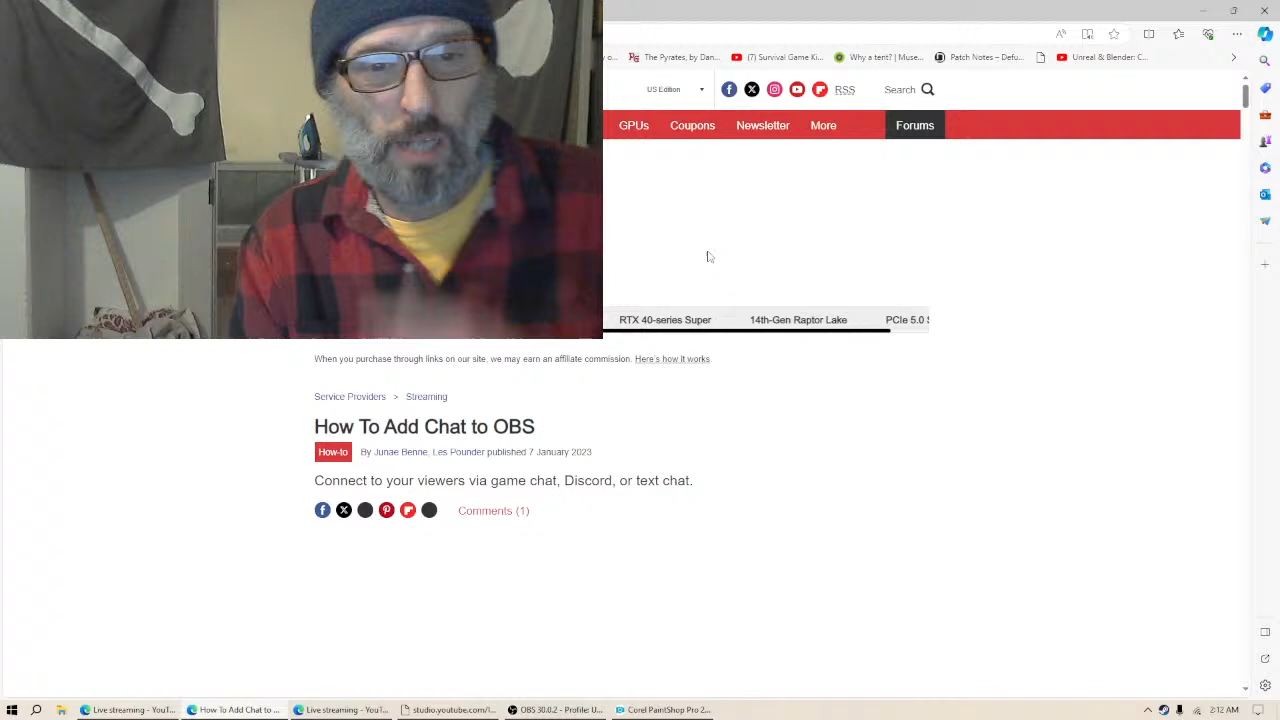 The Pyrates, by Dan...
(7) Survival Game Ki...
Why a tent? | Muse...
Patch Notes – Defu...
Unreal & Blender: C...
US Edition
RSS
Search
GPUs
Coupons
Newsletter
More
Forums
RTX 40-series Super
14th-Gen Raptor Lake
PCIe 5.0
When you purchase through links on our site, we may earn an affiliate commission. Here's how it works.
Service Providers > Streaming
How To Add Chat to OBS
How-to By Junae Benne, Les Pounder published 7 January 2023
Connect to your viewers via game chat, Discord, or text chat.
Comments (1)
Live streaming - YouT...
How To Add Chat to ...
Live streaming - YouT...
studio.youtube.com/l...
OBS 30.0.2 - Profile: U...
Corel PaintShop Pro 2...
2:12 AM